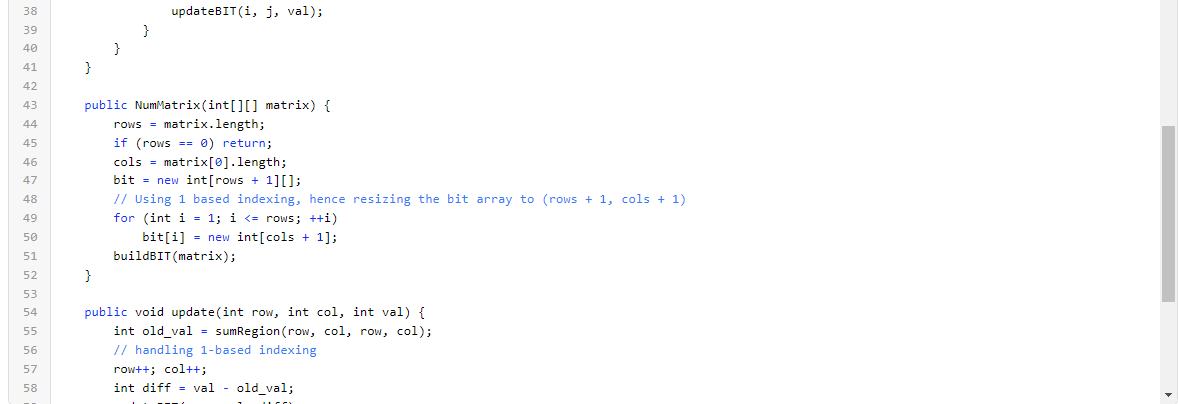 38 updateBIT(i, j, val);
39 }
40 }
41 }
42
43 public NumMatrix(int[][] matrix) {
44 rows = matrix.length;
45 if (rows == 0) return;
46 cols = matrix[0].length;
47 bit = new int[rows + 1][];
48 // Using 1 based indexing, hence resizing the bit array to (rows + 1, cols + 1)
49 for (int i = 1; i <= rows; ++i)
50 bit[i] = new int[cols + 1];
51 buildBIT(matrix);
52 }
53
54 public void update(int row, int col, int val) {
55 int old_val = sumRegion(row, col, row, col);
56 // handling 1-based indexing
57 row++; col++;
58 int diff = val - old_val;